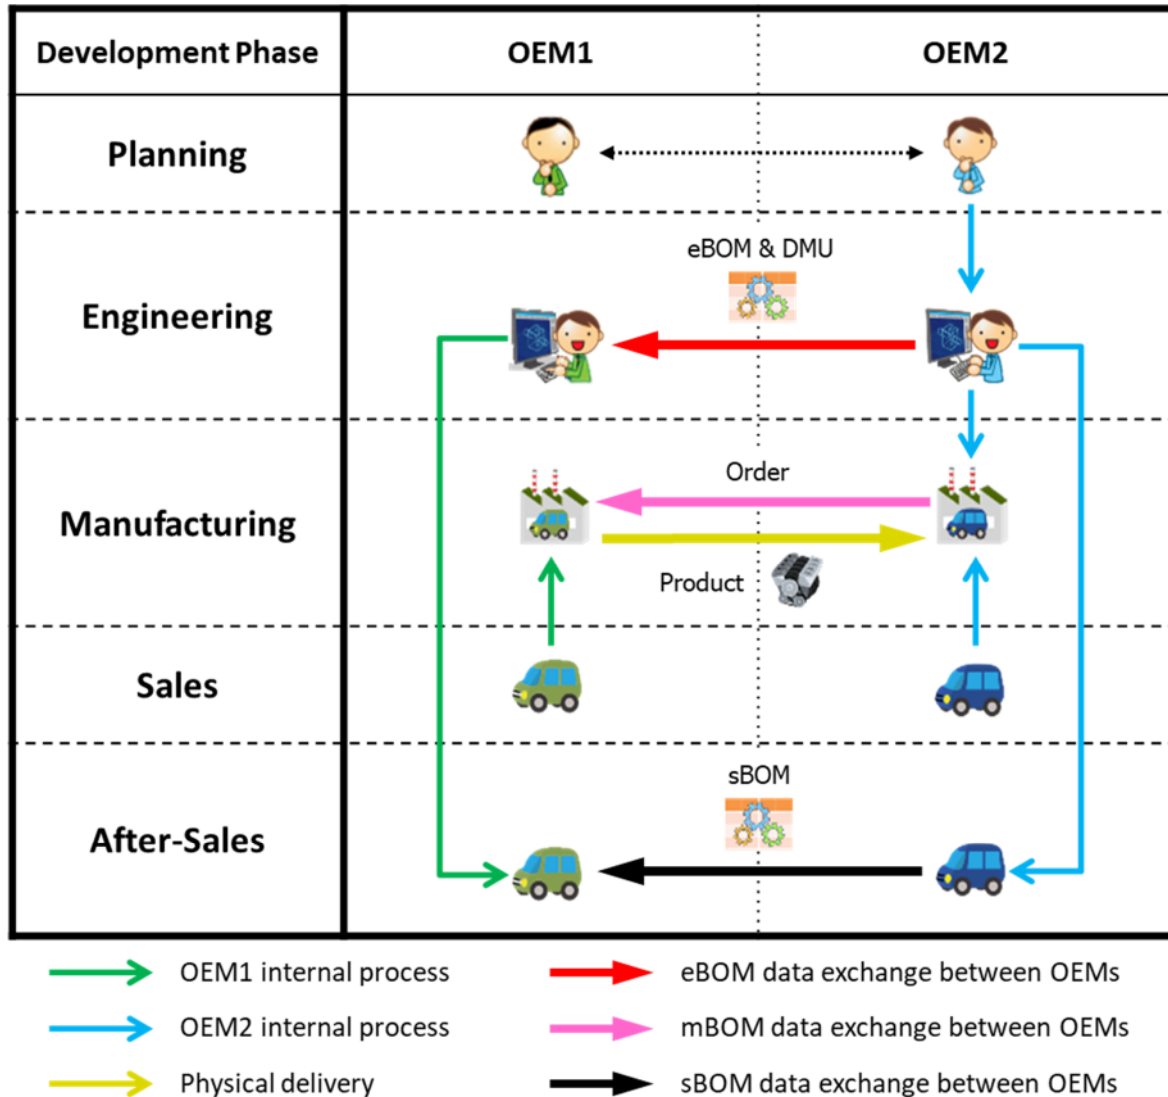 Development Phase
OEM1
OEM2
Planning
Engineering
eBOM & DMU
Manufacturing
Order
Product
Sales
After-Sales
sBOM
OEM1 internal process
eBOM data exchange between OEMs
OEM2 internal process
mBOM data exchange between OEMs
Physical delivery
sBOM data exchange between OEMs